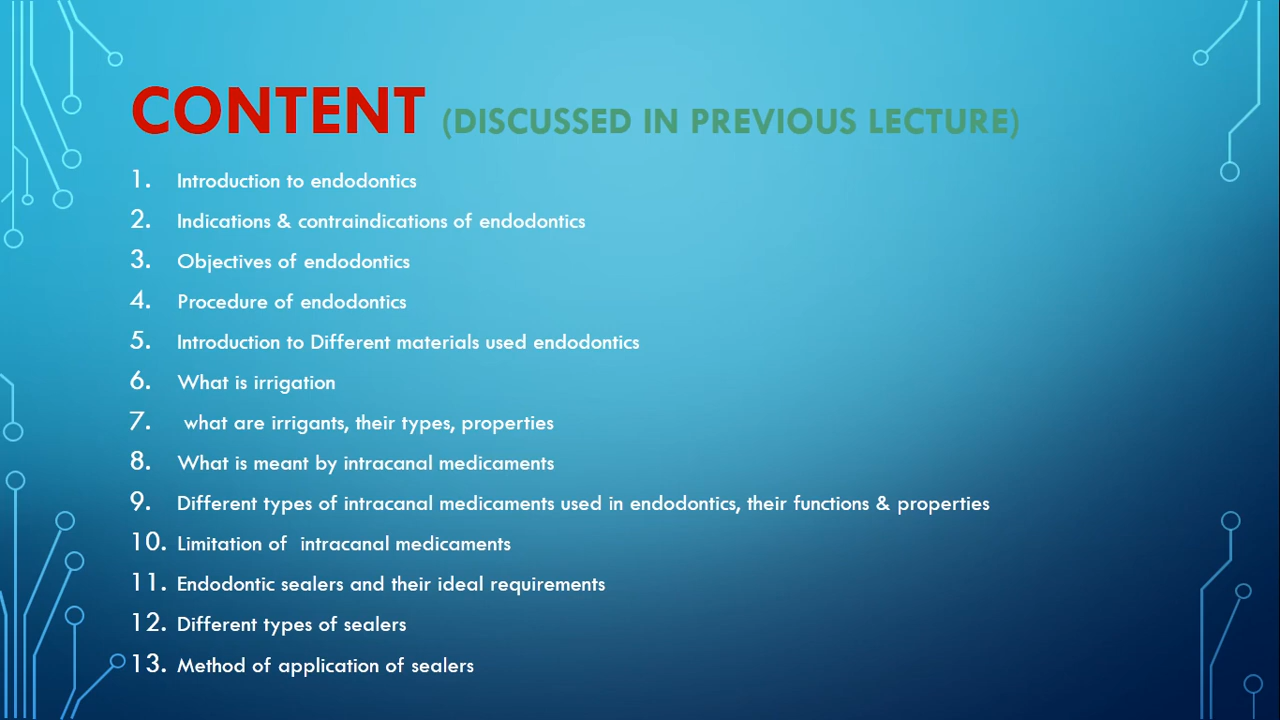 CONTENT (DISCUSSED IN PREVIOUS LECTURE)
1. Introduction to endodontics
2. Indications & contraindications of endodontics
3. Objectives of endodontics
4. Procedure of endodontics
5. Introduction to Different materials used endodontics
6. What is irrigation
7. what are irrigants, their types, properties
8. What is meant by intracanal medicaments
9. Different types of intracanal medicaments used in endodontics, their functions & properties
10. Limitation of intracanal medicaments
11. Endodontic sealers and their ideal requirements
12. Different types of sealers
13. Method of application of sealers